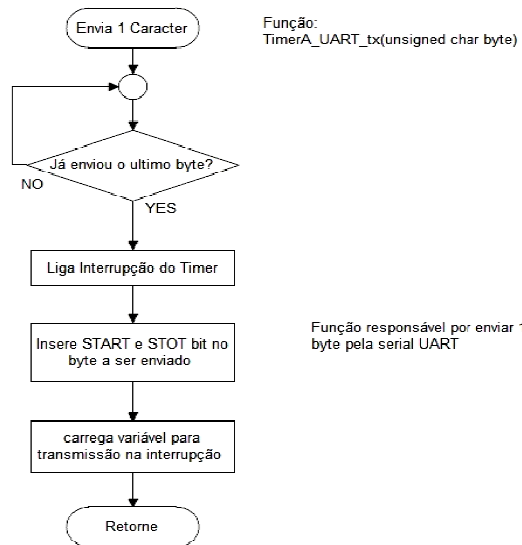 Envia 1 Caracter
Função:
TimerA_UART_tx(unsigned char byte)
Já enviou o ultimo byte?
NO
YES
Liga Interrupção do Timer
Insere START e STOT bit no
byte a ser enviado
Função responsável por enviar 1
byte pela serial UART
carrega variável para
transmissão na interrupção
Retorne